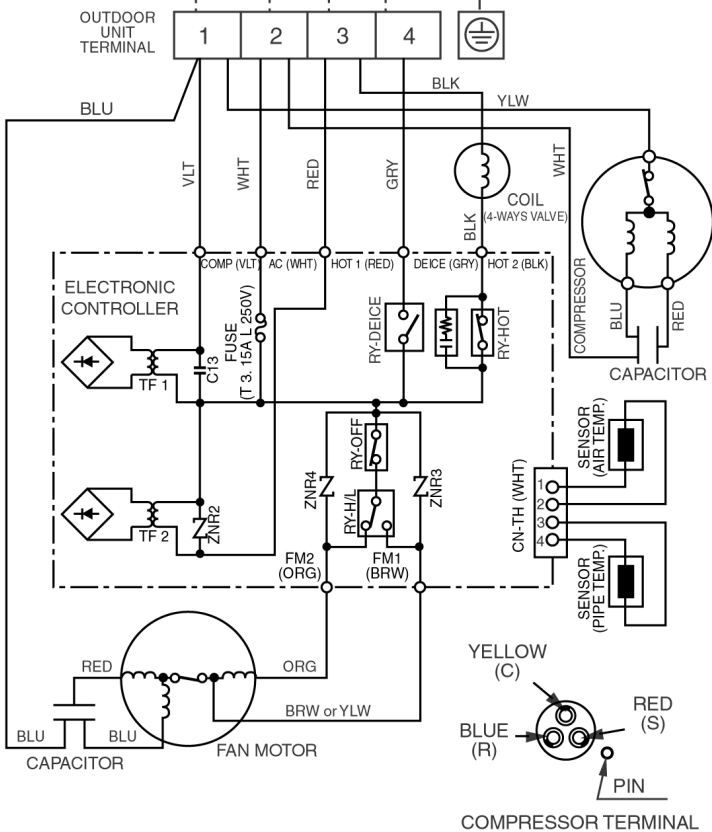 OUTDOOR
UNIT
TERMINAL
1
2
3
4
BLK
YLW
BLU
VLT
WHT
RED
GRY
WHT
COIL
(4-WAYS VALVE)
BLK
COMP (VLT)
AC (WHT)
HOT 1 (RED)
DEICE (GRY)
HOT 2 (BLK)
ELECTRONIC
CONTROLLER
FUSE
(T 3. 15A L 250V)
RY-DEICE
RY-HOT
COMPRESSOR
BLU
RED
CAPACITOR
TF 1
C13
RY-OFF
ZNR4
ZNR3
RY-H/L
SENSOR
(AIR TEMP.)
CN-TH (WHT)
1
2
3
4
TF 2
ZNR2
FM2
(ORG)
FM1
(BRW)
SENSOR
(PIPE TEMP.)
RED
ORG
BRW or YLW
BLU
BLU
CAPACITOR
FAN MOTOR
YELLOW
(C)
RED
(S)
BLUE
(R)
PIN
COMPRESSOR TERMINAL